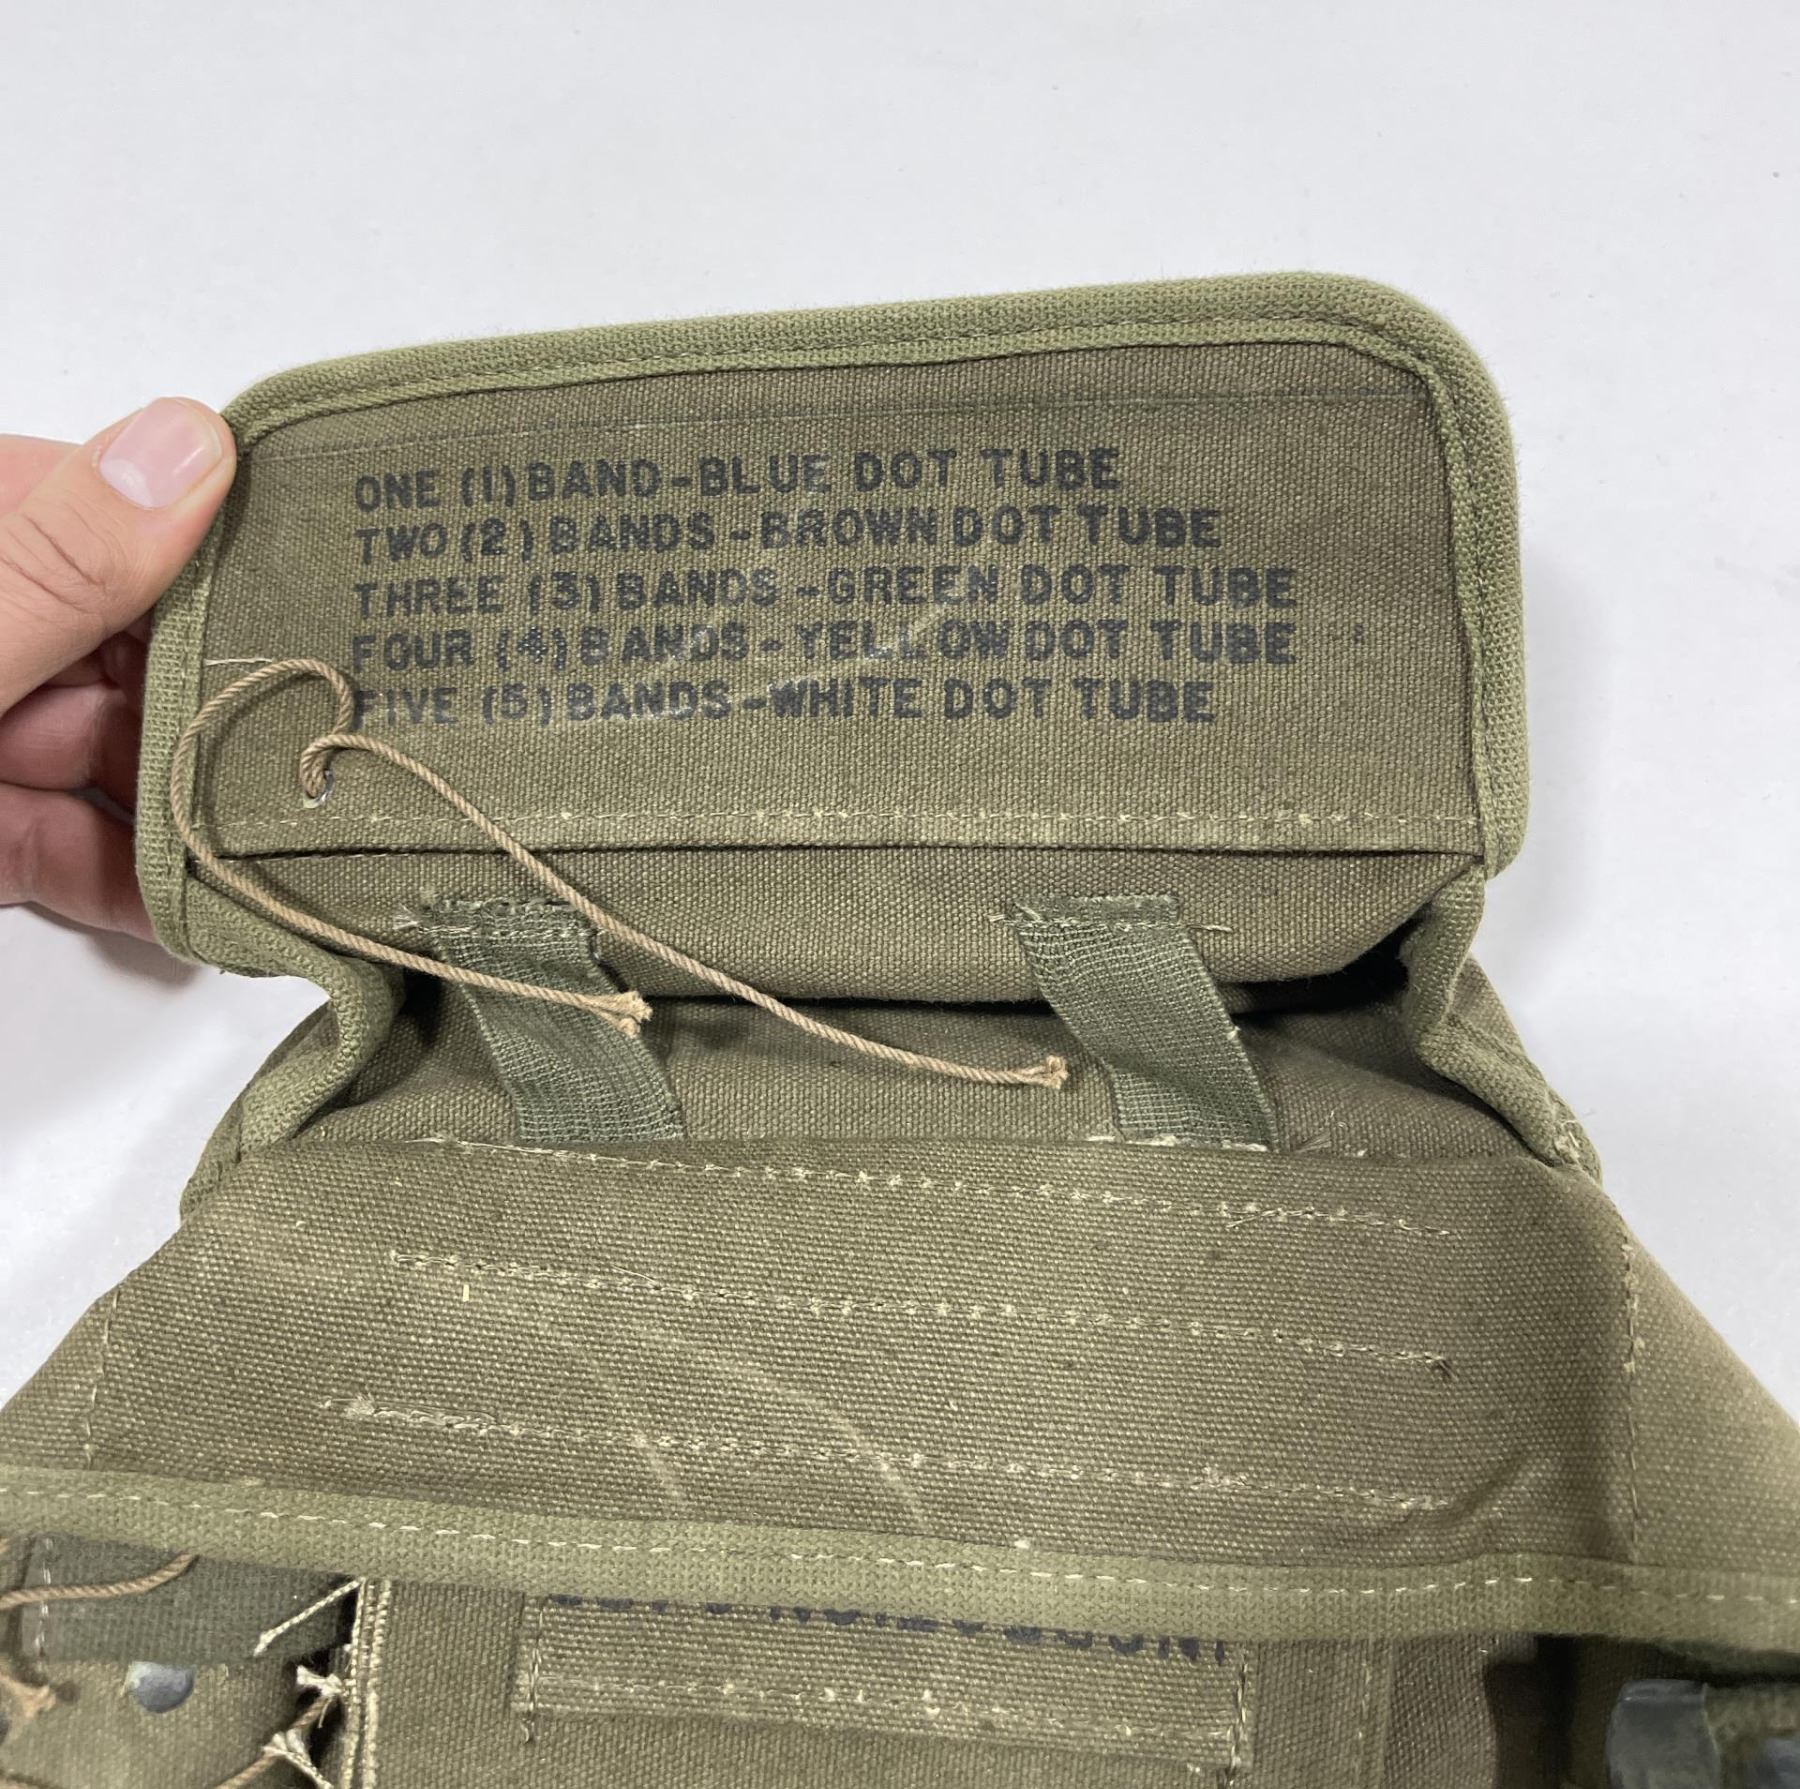 ONE (1) BAND-BLUE DOT TUBE
TWO (2) BANDS-BROWN DOT TUBE
THREE (3) BANDS-GREEN DOT TUBE
FOUR (4) BANDS-YELLOW DOT TUBE
FIVE (5) BANDS-WHITE DOT TUBE